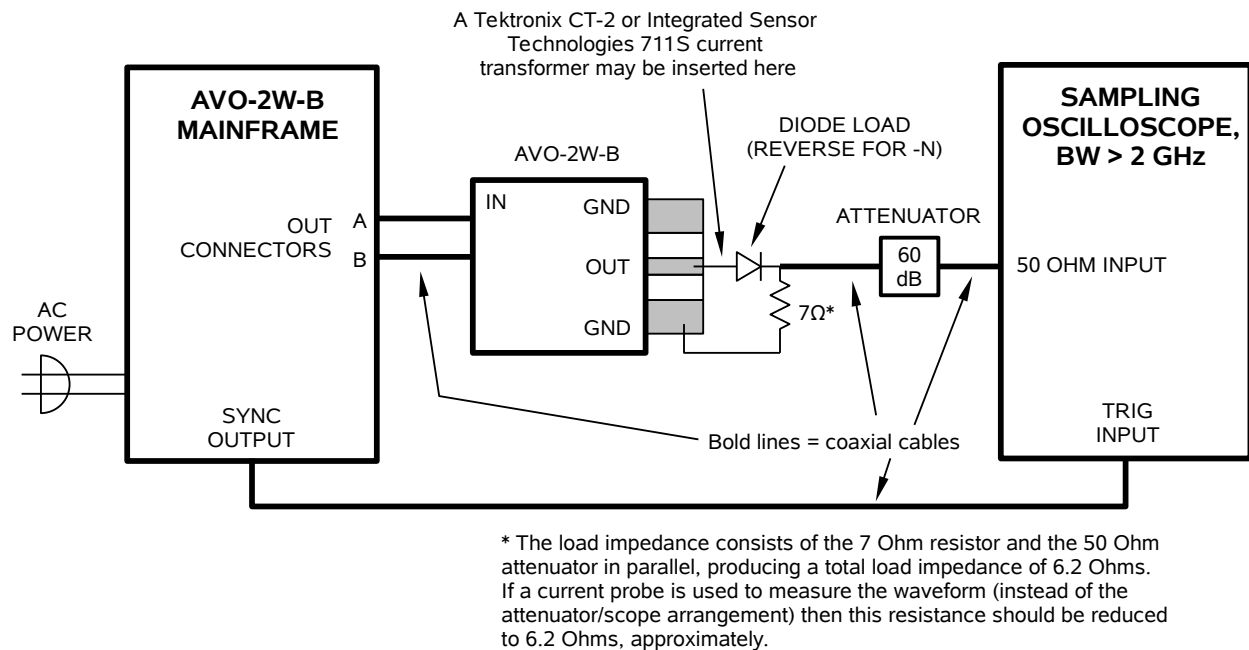 A Tektronix CT-2 or Integrated Sensor
Technologies 711S current
transformer may be inserted here
AVO-2W-B
MAINFRAME
SAMPLING
OSCILLOSCOPE,
BW > 2 GHz
DIODE LOAD
(REVERSE FOR -N)
AVO-2W-B
IN
GND
OUT
GND
OUT
CONNECTORS
A
B
ATTENUATOR
60
dB
50 OHM INPUT
7Ω*
AC
POWER
SYNC
OUTPUT
TRIG
INPUT
Bold lines = coaxial cables
* The load impedance consists of the 7 Ohm resistor and the 50 Ohm
attenuator in parallel, producing a total load impedance of 6.2 Ohms.
If a current probe is used to measure the waveform (instead of the
attenuator/scope arrangement) then this resistance should be reduced
to 6.2 Ohms, approximately.